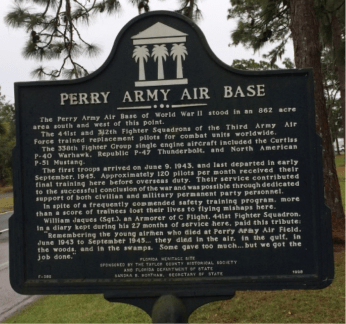 PERRY ARMY AIR BASE
The Perry Army Air Base of World War II stood in an 862 acre
area south and west of this point.
The 441st and 312th Fighter Squadrons of the Third Army Air
Force trained replacement pilots for combat units worldwide.
The 338th Fighter Group single engine aircraft included the Curtiss
P-40 Warhawk, Republic P-47 Thunderbolt, and North American
P-51 Mustang.
The first troops arrived on June 9, 1943, and last departed in early
September, 1945. Approximately 120 pilots per month received their
final training here before overseas duty. Their service contributed
to the successful conclusion of the war and was possible through dedicated
support of both civilian and military permanent party personnel.
In spite of a frequently commended safety training program, more
than a score of trainees lost their lives to flying mishaps here.
William Jaques (Sgt.), an Armorer of C Flight, 441st Fighter Squadron,
in a diary kept during his 27 months of service here, paid this tribute:
"Remembering the young airmen who died at Perry Army Air Field,
June 1943 to September 1945... they died in the air, in the gulf, in
the woods, and in the swamps. Some gave too much...but we got the
job done."
FLORIDA HERITAGE SITE
SPONSORED BY THE TAYLOR COUNTY HISTORICAL SOCIETY
AND FLORIDA DEPARTMENT OF STATE
SANDRA B. MORTHAM, SECRETARY OF STATE
1998